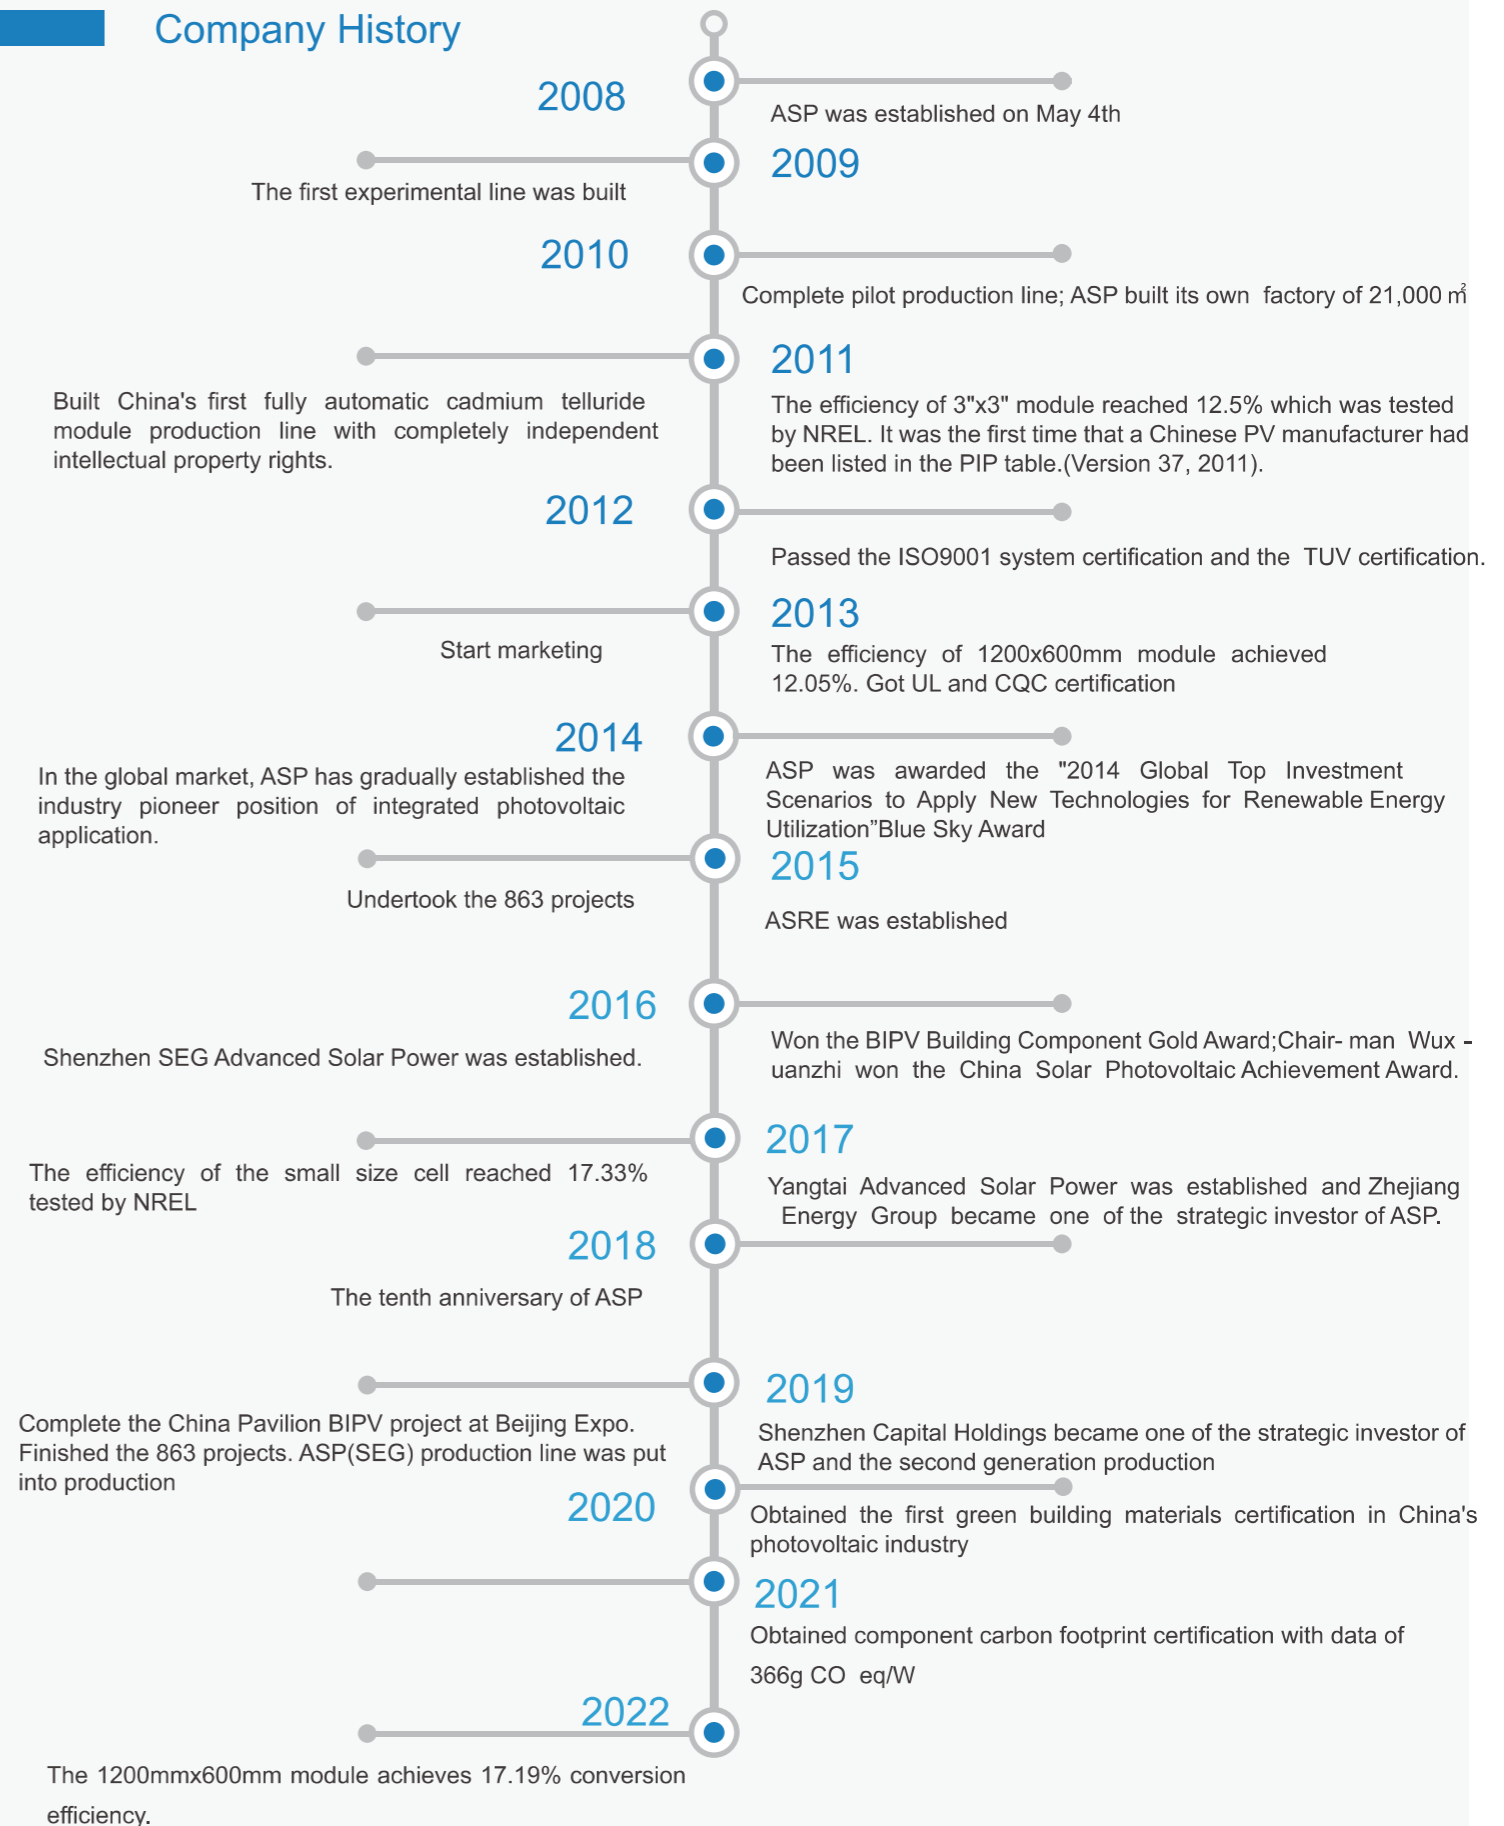 Company History
2008
ASP was established on May 4th
2009
The first experimental line was built
2010
Complete pilot production line; ASP built its own factory of 21,000 ㎡
2011
Built China's first fully automatic cadmium telluride
module production line with completely independent
intellectual property rights.
The efficiency of 3"x3" module reached 12.5% which was tested
by NREL. It was the first time that a Chinese PV manufacturer had
been listed in the PIP table.(Version 37, 2011).
2012
Passed the ISO9001 system certification and the TUV certification.
2013
Start marketing
The efficiency of 1200x600mm module achieved
12.05%. Got UL and CQC certification
2014
In the global market, ASP has gradually established the
industry pioneer position of integrated photovoltaic
application.
ASP was awarded the "2014 Global Top Investment
Scenarios to Apply New Technologies for Renewable Energy
Utilization”Blue Sky Award
2015
Undertook the 863 projects
ASRE was established
2016
Shenzhen SEG Advanced Solar Power was established.
Won the BIPV Building Component Gold Award;Chair- man Wux -
uanzhi won the China Solar Photovoltaic Achievement Award.
2017
The efficiency of the small size cell reached 17.33%
tested by NREL
Yangtai Advanced Solar Power was established and Zhejiang
Energy Group became one of the strategic investor of ASP.
2018
The tenth anniversary of ASP
2019
Complete the China Pavilion BIPV project at Beijing Expo.
Finished the 863 projects. ASP(SEG) production line was put
into production
Shenzhen Capital Holdings became one of the strategic investor of
ASP and the second generation production
2020
Obtained the first green building materials certification in China's
photovoltaic industry
2021
Obtained component carbon footprint certification with data of
366g CO eq/W
2022
The 1200mmx600mm module achieves 17.19% conversion
efficiency.